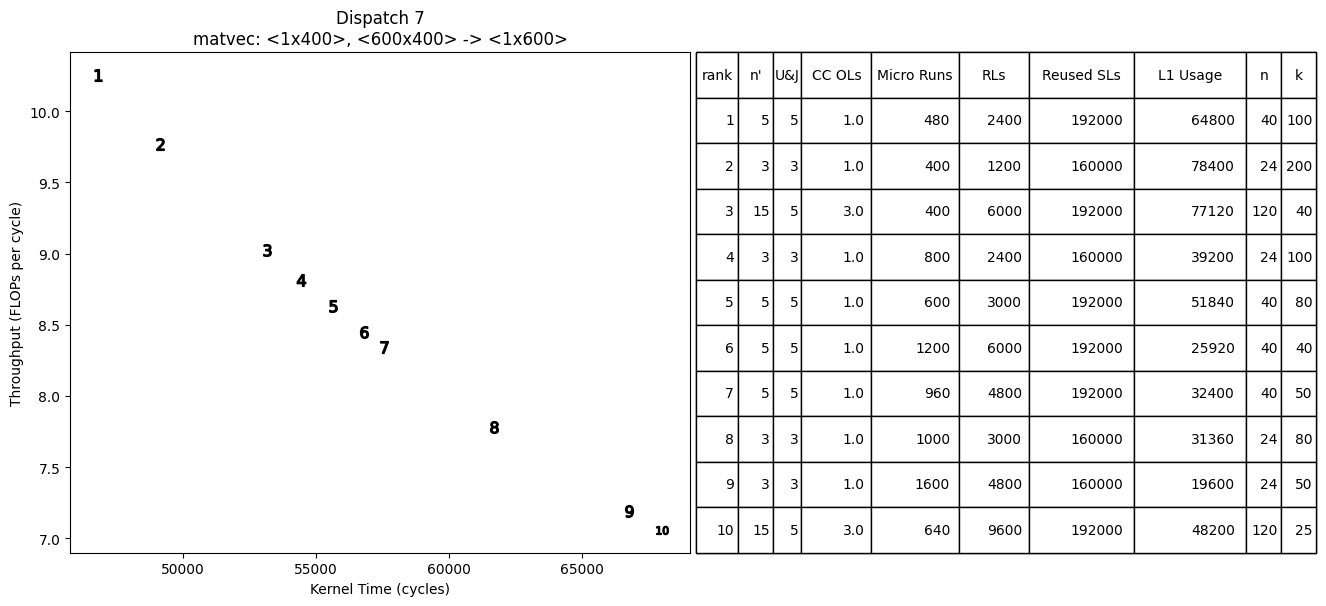 Dispatch 7
matvec: <1x400>, <600x400> -> <1x600>
Throughput (FLOPs per cycle)
10.0
9.5
9.0
8.5
8.0
7.5
7.0
1
2
3
4
5
6
7
8
9
10
50000 55000 60000 65000
Kernel Time (cycles)
rank n' U&J CC OLs Micro Runs RLs Reused SLs L1 Usage n k
1 5 5 1.0 480 2400 192000 64800 40 100
2 3 3 1.0 400 1200 160000 78400 24 200
3 15 5 3.0 400 6000 192000 77120 120 40
4 3 3 1.0 800 2400 160000 39200 24 100
5 5 5 1.0 600 3000 192000 51840 40 80
6 5 5 1.0 1200 6000 192000 25920 40 40
7 5 5 1.0 960 4800 192000 32400 40 50
8 3 3 1.0 1000 3000 160000 31360 24 80
9 3 3 1.0 1600 4800 160000 19600 24 50
10 15 5 3.0 640 9600 192000 48200 120 25